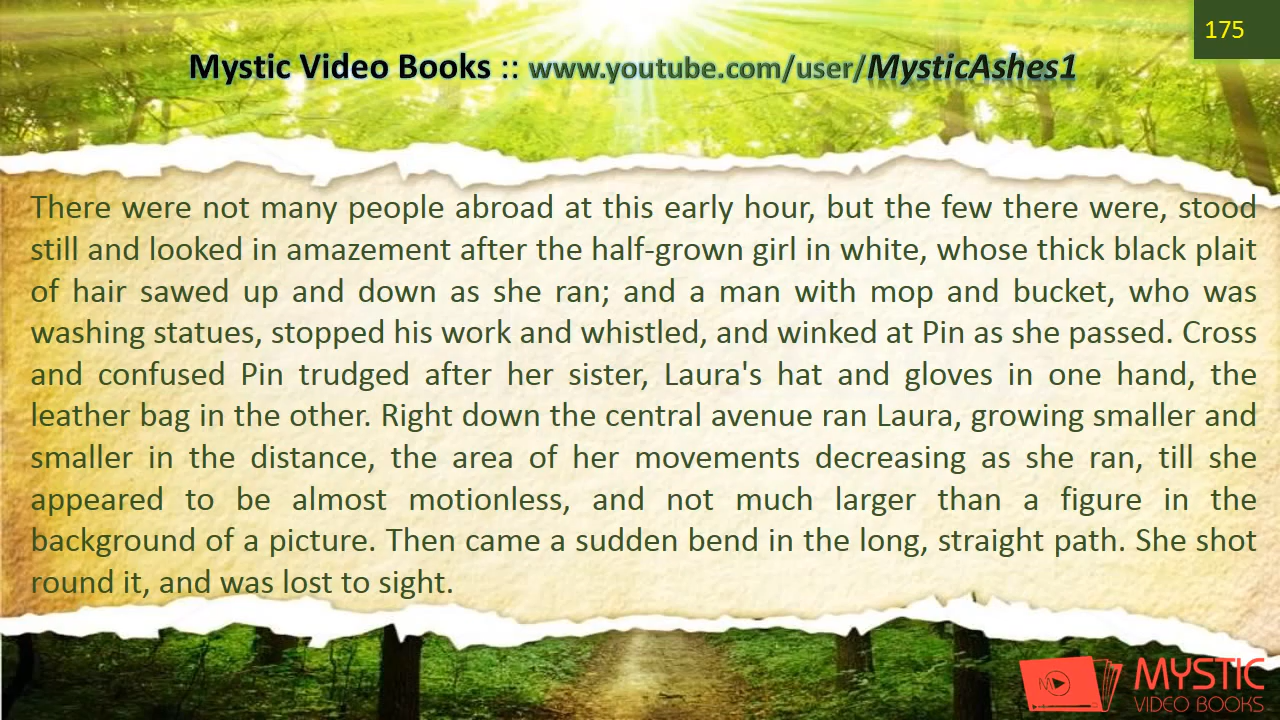 175
Mystic Video Books :: www.youtube.com/user/MysticAshes1
There were not many people abroad at this early hour, but the few there were, stood
still and looked in amazement after the half-grown girl in white, whose thick black plait
of hair sawed up and down as she ran; and a man with mop and bucket, who was
washing statues, stopped his work and whistled, and winked at Pin as she passed. Cross
and confused Pin trudged after her sister, Laura's hat and gloves in one hand, the
leather bag in the other. Right down the central avenue ran Laura, growing smaller and
smaller in the distance, the area of her movements decreasing as she ran, till she
appeared to be almost motionless, and not much larger than a figure in the
background of a picture. Then came a sudden bend in the long, straight path. She shot
round it, and was lost to sight.
MYSTIC
VIDEO BOOKS